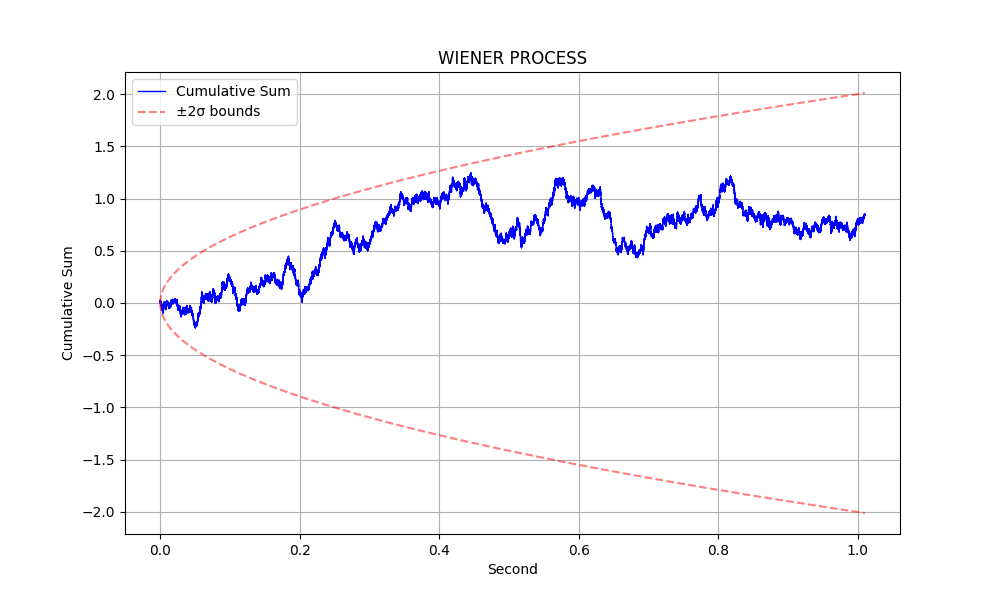 WIENER PROCESS
Cumulative Sum
±2σ bounds
2.0
1.5
1.0
0.5
0.0
−0.5
−1.0
−1.5
−2.0
Cumulative Sum
0.0 0.2 0.4 0.6 0.8 1.0
Second